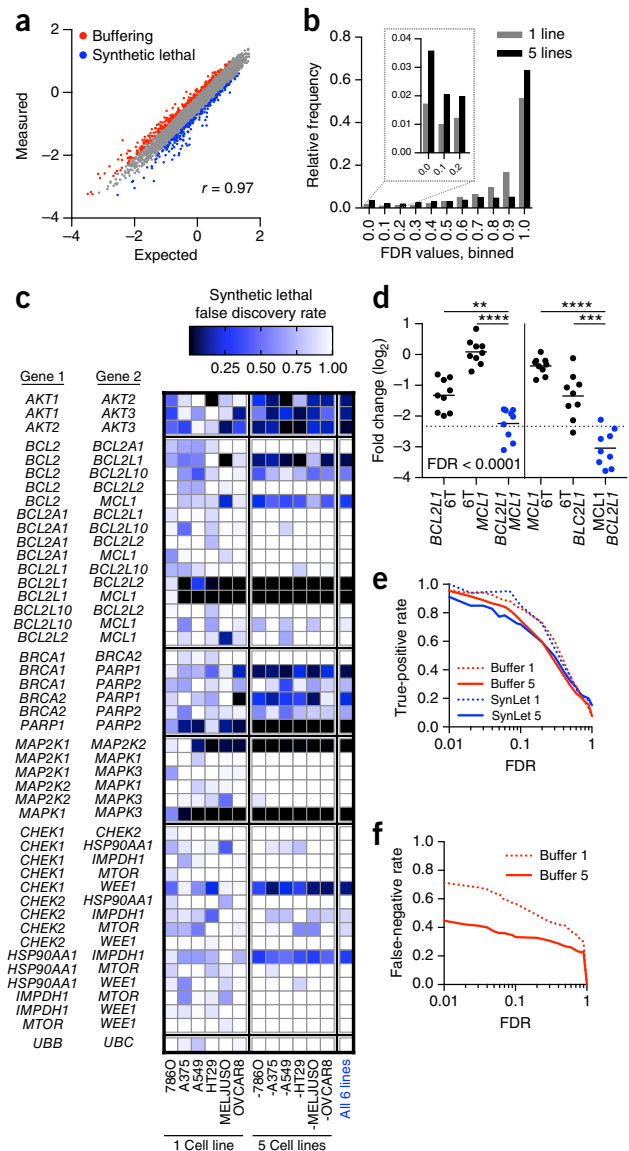 a
Buffering
Synthetic lethal
Measured
2
0
−2
−4
r = 0.97
−4
−2
0
2
Expected
b
1 line
5 lines
Relative frequency
0.8
0.6
0.4
0.2
0.0
0.04
0.03
0.02
0.01
0.00
0.0
0.1
0.2
0.0
0.1
0.2
0.3
0.4
0.5
0.6
0.7
0.8
0.9
1.0
FDR values, binned
c
Synthetic lethal
false discovery rate
0.25 0.75 1.00
Gene 1 Gene 2
AKT1 AKT2
AKT1 AKT3
AKT2 AKT3
BCL2 BCL2A1
BCL2 BCL2L1
BCL2 BCL2L10
BCL2 BCL2L2
BCL2 MCL1
BCL2A1 BCL2L1
BCL2A1 BCL2L10
BCL2A1 BCL2L2
BCL2A1 MCL1
BCL2L1 BCL2L10
BCL2L1 BCL2L2
BCL2L1 MCL1
BCL2L10 BCL2L2
BCL2L10 MCL1
BCL2L2 MCL1
BRCA1 BRCA2
BRCA1 PARP1
BRCA1 PARP2
BRCA2 PARP1
BRCA2 PARP2
PARP1 PARP2
MAP2K1 MAP2K2
MAP2K1 MAPK1
MAP2K1 MAPK3
MAP2K2 MAPK1
MAP2K2 MAPK3
MAPK1 MAPK3
CHEK1 CHEK2
CHEK1 HSP90AA1
CHEK1 IMPDH1
CHEK1 MTOR
CHEK1 WEE1
CHEK2 HSP90AA1
CHEK2 IMPDH1
CHEK2 MTOR
CHEK2 WEE1
HSP90AA1 IMPDH1
HSP90AA1 MTOR
HSP90AA1 WEE1
IMPDH1 MTOR
IMPDH1 WEE1
MTOR WEE1
UBB UBC
786O
A375
A549
HT29
MELJUSO
OVCAR8
-786O
-A375
-A549
-HT29
-MELJUSO
-OVCAR8
All 6 lines
1 Cell line
5 Cell lines
d
**
****
****
***
Fold change (log2)
1
0
−1
−2
−3
−4
FDR < 0.0001
BCL2L1
6T
6T
MCL1
BCL2L1
MCL1
MCL1
6T
6T
BLC2L1
MCL1
BCL2L1
e
True-positive rate
1.0
0.8
0.6
0.4
0.2
0.0
Buffer 1
Buffer 5
SynLet 1
SynLet 5
0.01
0.1
1
FDR
f
False-negative rate
1.0
0.8
0.6
0.4
0.2
0.0
Buffer 1
Buffer 5
0.01
0.1
1
FDR